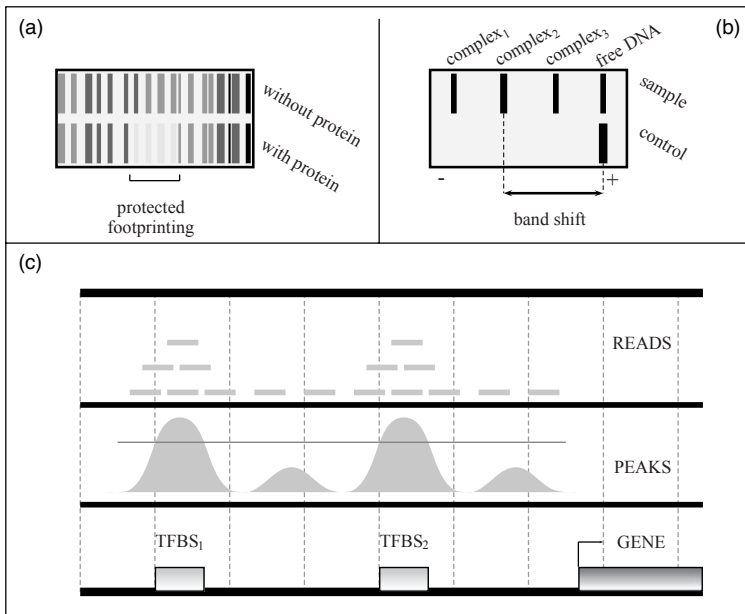 (a)
without protein
with protein
protected
footprinting
(b)
complex₁
complex₂
complex₃
free DNA
sample
control
-
+
band shift
(c)
READS
PEAKS
TFBS₁
TFBS₂
GENE